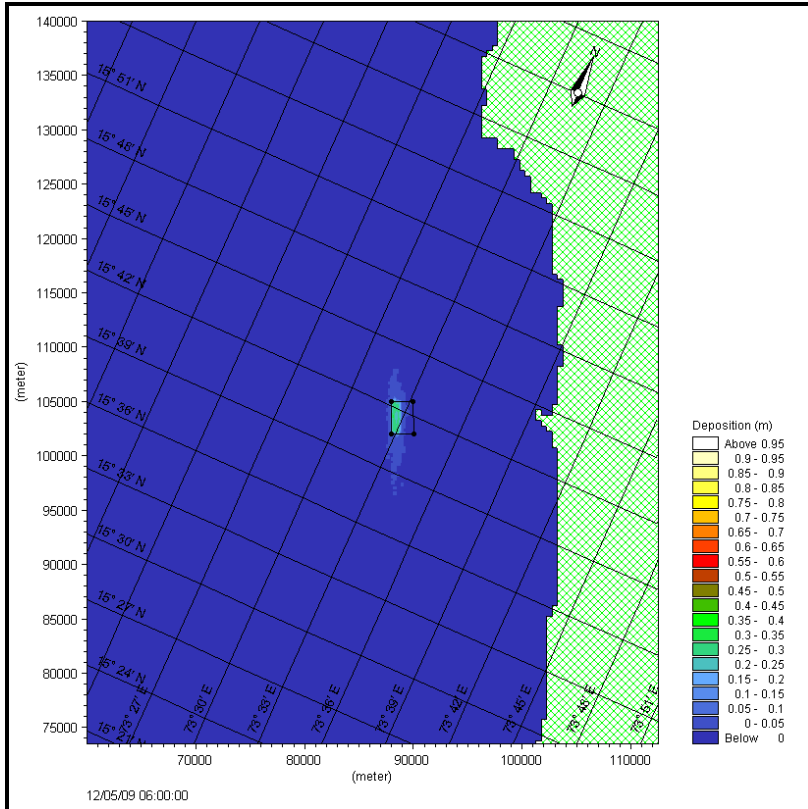 140000
135000
130000
125000
120000
115000
110000
105000
100000
95000
90000
85000
80000
75000
(meter)
15° 51' N
15° 48' N
15° 45' N
15° 42' N
15° 39' N
15° 36' N
15° 33' N
15° 30' N
15° 27' N
15° 24' N
15° 21' N
N
73° 27' E
73° 30' E
73° 33' E
73° 36' E
73° 39' E
73° 42' E
73° 45' E
73° 48' E
73° 51' E
70000
80000
90000
100000
110000
(meter)
12/05/09 06:00:00
Deposition (m)
Above 0.95
0.9 - 0.95
0.85 - 0.9
0.8 - 0.85
0.75 - 0.8
0.7 - 0.75
0.65 - 0.7
0.6 - 0.65
0.55 - 0.6
0.5 - 0.55
0.45 - 0.5
0.4 - 0.45
0.35 - 0.4
0.3 - 0.35
0.25 - 0.3
0.2 - 0.25
0.15 - 0.2
0.1 - 0.15
0.05 - 0.1
0 - 0.05
Below 0